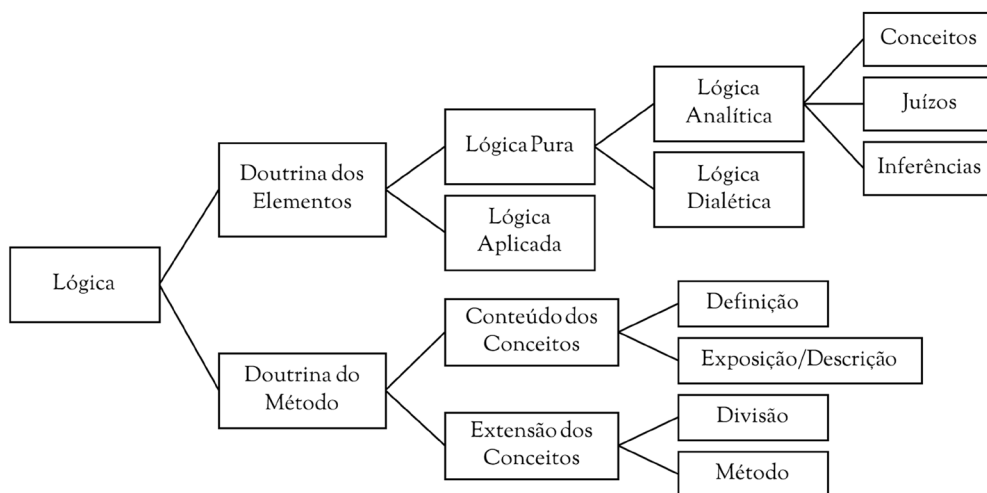 Lógica
Doutrina dos
Elementos
Lógica Pura
Lógica
Analítica
Conceitos
Juízos
Inferências
Lógica
Dialética
Lógica
Aplicada
Doutrina do
Método
Conteúdo dos
Conceitos
Definição
Exposição/Descrição
Extensão dos
Conceitos
Divisão
Método